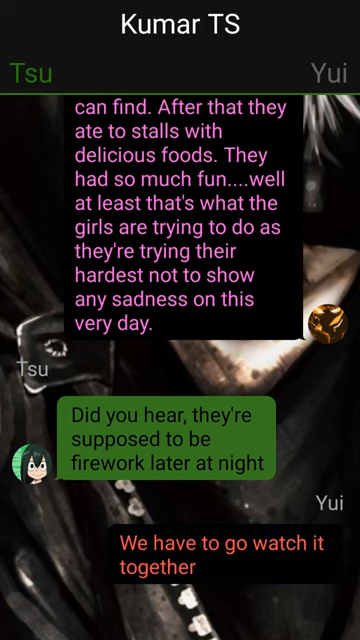 Kumar TS
Tsu
Yui
can find. After that they
ate to stalls with
delicious foods. They
had so much fun....well
at least that's what the
girls are trying to do as
they're trying their
hardest not to show
any sadness on this
very day.
Tsu
Did you hear, they're
supposed to be
firework later at night
Yui
We have to go watch it
together